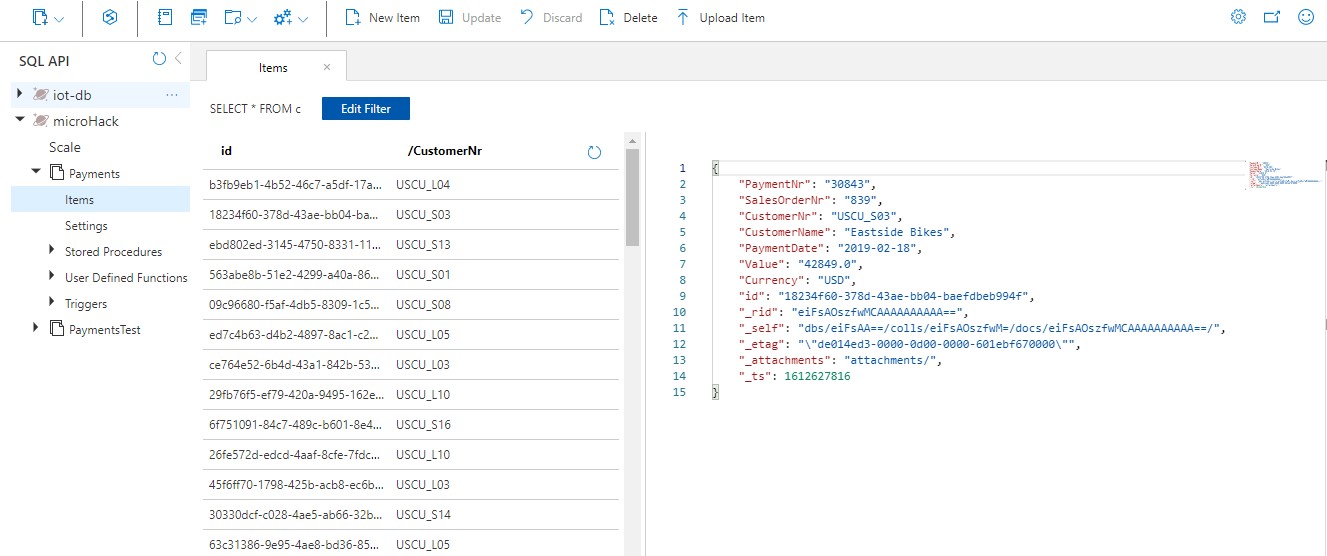 New Item Update Discard Delete Upload Item
SQL API
iot-db ...
microHack
Scale
Payments
Items
Settings
Stored Procedures
User Defined Functions
Triggers
PaymentsTest
Items ×
SELECT * FROM c Edit Filter
id /CustomerNr
b3fb9eb1-4b52-46c7-a5df-17a... USCU_L04
18234f60-378d-43ae-bb04-ba... USCU_S03
ebd802ed-3145-4750-8331-11... USCU_S13
563abe8b-51e2-4299-a40a-86... USCU_S01
09c96680-f5af-4db5-8309-1c5... USCU_S08
ed7c4b63-d4b2-4897-8ac1-c2... USCU_L05
ce764e52-6b4d-43a1-842b-53... USCU_L03
29fb76f5-ef79-420a-9495-162e... USCU_L10
6f751091-84c7-489c-b601-8e4... USCU_S16
26fe572d-edcd-4aaf-8cfe-7fdc... USCU_L10
45f6ff70-1798-425b-acb8-ec6b... USCU_L03
30330dcf-c028-4ae5-ab66-32b... USCU_S14
63c31386-9e95-4ae8-bd36-85... USCU_L05
1 {
2 "PaymentNr": "30843",
3 "SalesOrderNr": "839",
4 "CustomerNr": "USCU_S03",
5 "CustomerName": "Eastside Bikes",
6 "PaymentDate": "2019-02-18",
7 "Value": "42849.0",
8 "Currency": "USD",
9 "id": "18234f60-378d-43ae-bb04-baefdbeb994f",
10 "_rid": "eiFsAOszfwMCAAAAAAAAAA==",
11 "_self": "dbs/eiFsAA==/colls/eiFsAOszfwM=/docs/eiFsAOszfwMCAAAAAAAAAA==/",
12 "_etag": "\"de014ed3-0000-0d00-0000-601ebf670000\"",
13 "_attachments": "attachments/",
14 "_ts": 1612627816
15 }